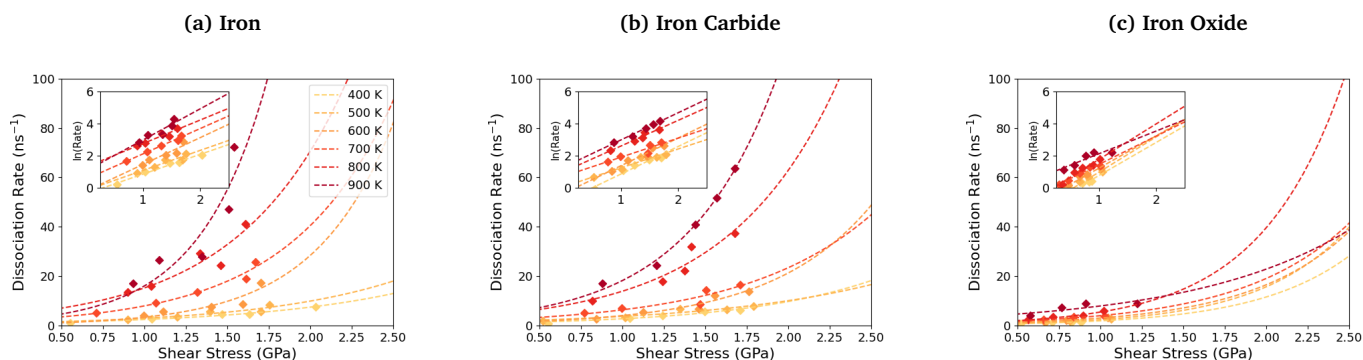 (a) Iron
(b) Iron Carbide
(c) Iron Oxide
Dissociation Rate (ns⁻¹)
100
80
60
40
20
0
0.50 0.75 1.00 1.25 1.50 1.75 2.00 2.25 2.50
Shear Stress (GPa)
ln(Rate)
6
4
2
0
1 2
400 K
500 K
600 K
700 K
800 K
900 K
Dissociation Rate (ns⁻¹)
100
80
60
40
20
0
0.50 0.75 1.00 1.25 1.50 1.75 2.00 2.25 2.50
Shear Stress (GPa)
ln(Rate)
6
4
2
0
1 2
Dissociation Rate (ns⁻¹)
100
80
60
40
20
0
0.50 0.75 1.00 1.25 1.50 1.75 2.00 2.25 2.50
Shear Stress (GPa)
ln(Rate)
6
4
2
0
1 2